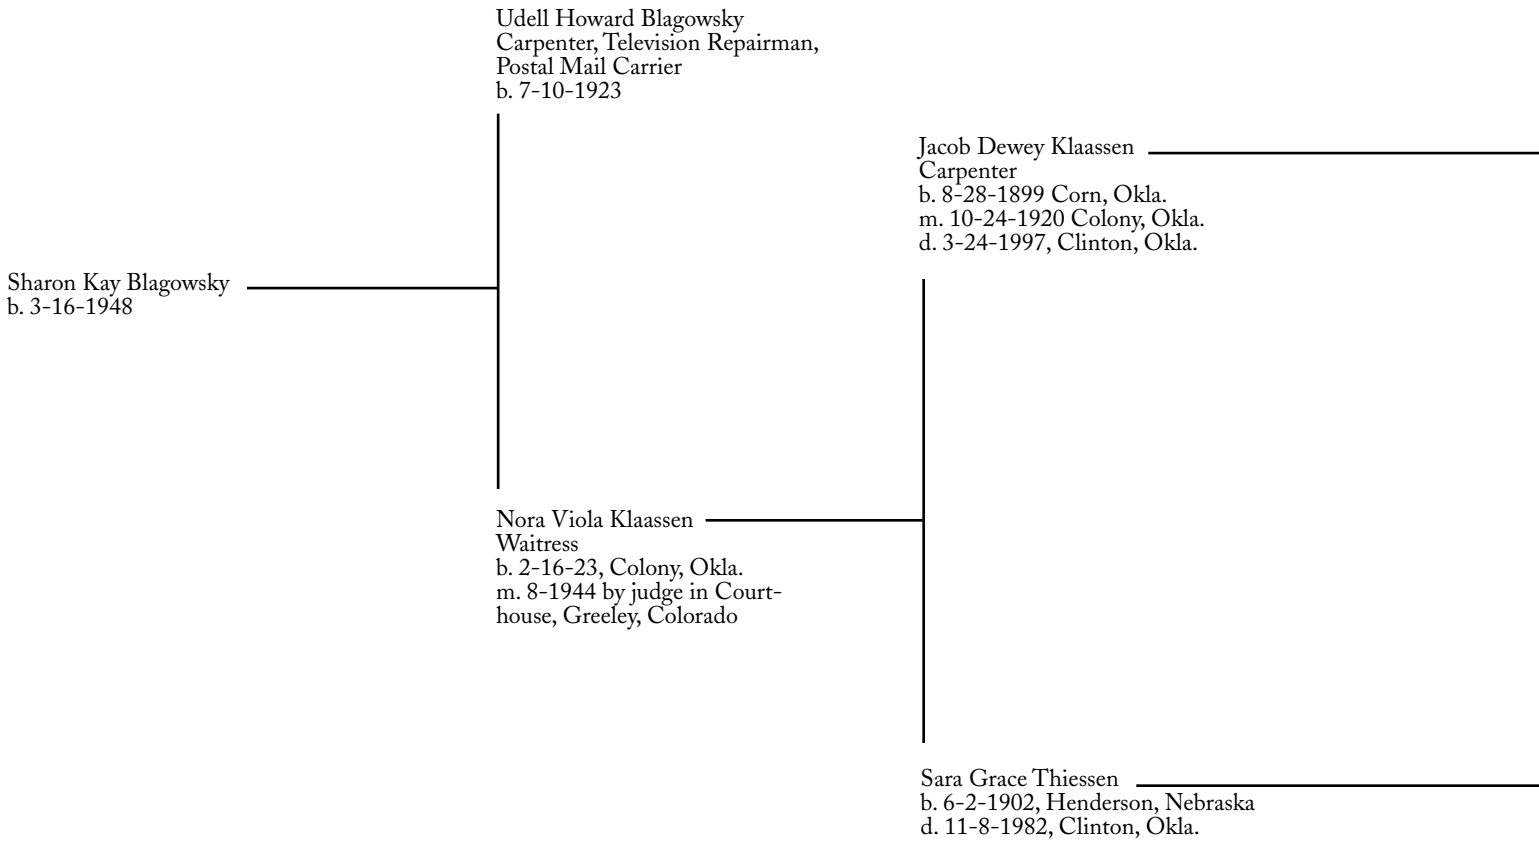 Udell Howard Blagowsky
Carpenter, Television Repairman,
Postal Mail Carrier
b. 7-10-1923
Jacob Dewey Klaassen
Carpenter
b. 8-28-1899 Corn, Okla.
m. 10-24-1920 Colony, Okla.
d. 3-24-1997, Clinton, Okla.
Sharon Kay Blagowsky
b. 3-16-1948
Nora Viola Klaassen
Waitress
b. 2-16-23, Colony, Okla.
m. 8-1944 by judge in Court-
house, Greeley, Colorado
Sara Grace Thiessen
b. 6-2-1902, Henderson, Nebraska
d. 11-8-1982, Clinton, Okla.